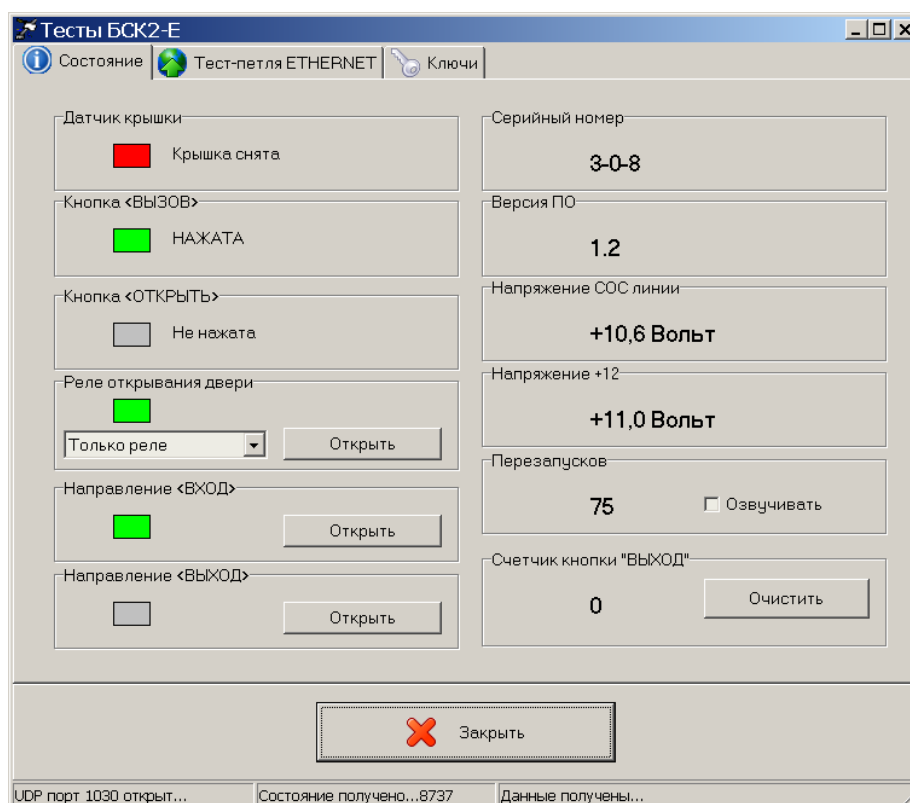 Тесты БСК2-Е
Состояние
Тест-петля ETHERNET
Ключи
Датчик крышки
Крышка снята
Кнопка <ВЫЗОВ>
НАЖАТА
Кнопка <ОТКРЫТЬ>
Не нажата
Реле открывания двери
Только реле
Открыть
Направление <ВХОД>
Открыть
Направление <ВЫХОД>
Открыть
Серийный номер
3-0-8
Версия ПО
1.2
Напряжение СОС линии
+10,6 Вольт
Напряжение +12
+11,0 Вольт
Перезапусков
75
Озвучивать
Счетчик кнопки "ВЫХОД"
0
Очистить
Закрыть
UDP порт 1030 открыт...
Состояние получено...8737
Данные получены...